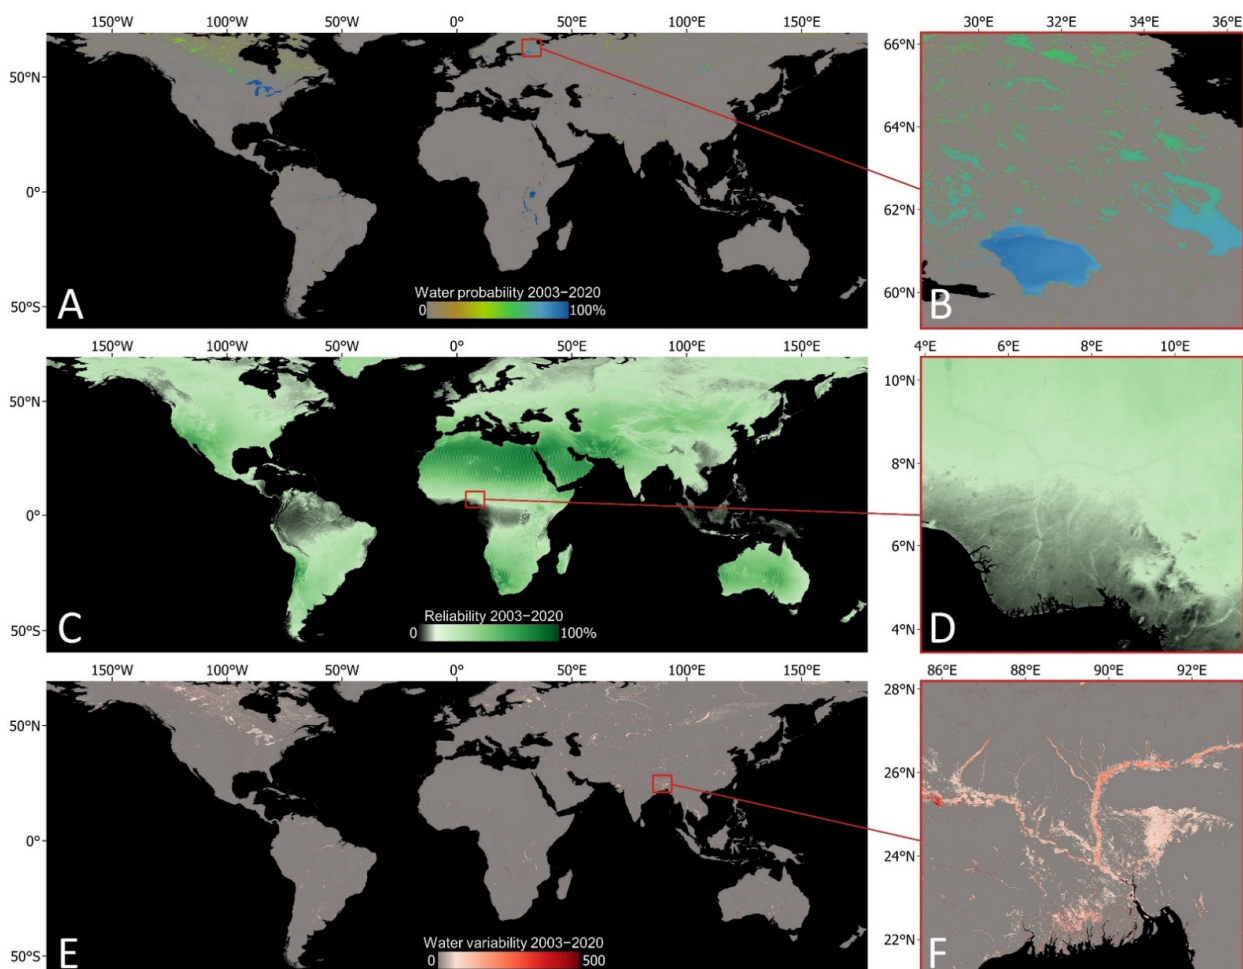 150°W 100°W 50°W 0° 50°E 100°E 150°E
30°E 32°E 34°E 36°E
50°N
0°
50°S
A
Water probability 2003−2020
0 100%
66°N
64°N
62°N
60°N
B
150°W 100°W 50°W 0° 50°E 100°E 150°E
4°E 6°E 8°E 10°E
50°N
0°
50°S
C
Reliability 2003−2020
0 100%
10°N
8°N
6°N
4°N
D
150°W 100°W 50°W 0° 50°E 100°E 150°E
86°E 88°E 90°E 92°E
50°N
0°
50°S
E
Water variability 2003−2020
0 500
28°N
26°N
24°N
22°N
F